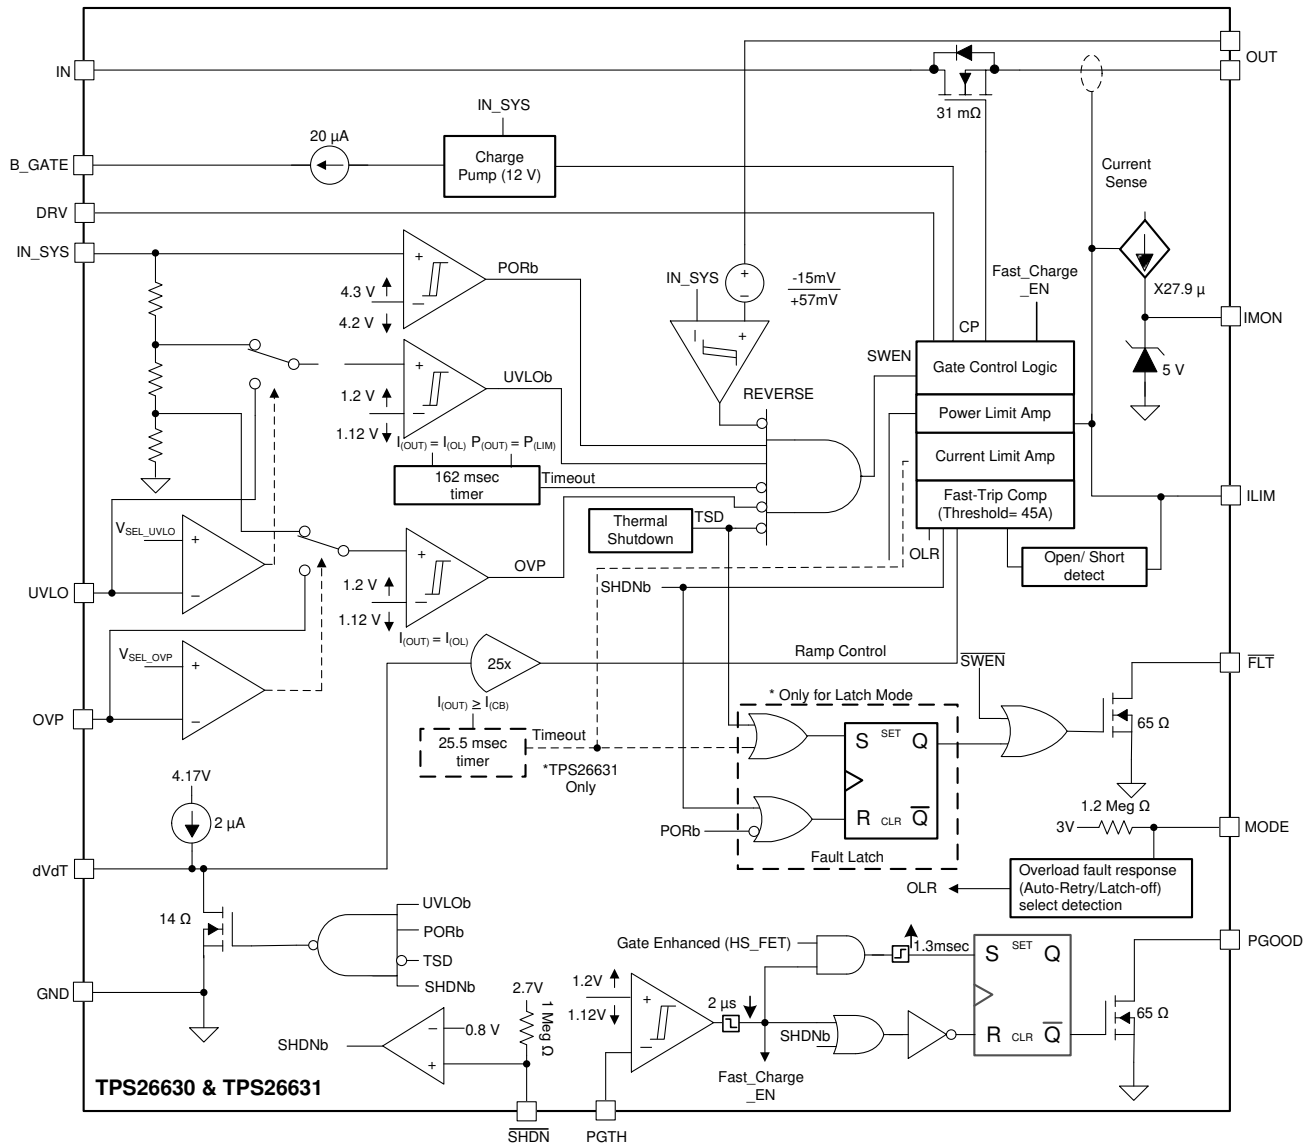 OUT
IN
31 mΩ
IN_SYS
20 µA
Charge
Pump (12 V)
B_GATE
Current
Sense
DRV
IN_SYS
PORb
4.3 V
4.2 V
IN_SYS
+
−
-15mV
+57mV
Fast_Charge
_EN
X27.9 µ
IMON
CP
SWEN
Gate Control Logic
5 V
UVLOb
1.2 V
1.12 V
REVERSE
Power Limit Amp
I(OUT) = I(OL) P(OUT) = P(LIM)
162 msec
timer
Timeout
Current Limit Amp
Fast-Trip Comp
(Threshold= 45A)
ILIM
VSEL_UVLO
Thermal
Shutdown
TSD
OLR
Open/ Short
detect
OVP
1.2 V
1.12 V
SHDNb
UVLO
I(OUT) = I(OL)
VSEL_OVP
25x
Ramp Control
SWEN
FLT
I(OUT) ≥ I(CB)
* Only for Latch Mode
OVP
25.5 msec
timer
Timeout
*TPS26631
Only
S SET Q
R CLR Q
65 Ω
4.17V
2 µA
PORb
Fault Latch
1.2 Meg Ω
3V
MODE
dVdT
OLR
Overload fault response
(Auto-Retry/Latch-off)
select detection
14 Ω
UVLOb
PORb
TSD
SHDNb
Gate Enhanced (HS_FET)
1.3msec
S SET Q
R CLR Q
PGOOD
GND
2.7V
1 Meg Ω
1.2V
1.12V
2 µs
SHDNb
65 Ω
SHDNb
0.8 V
Fast_Charge
_EN
TPS26630 & TPS26631
SHDN
PGTH